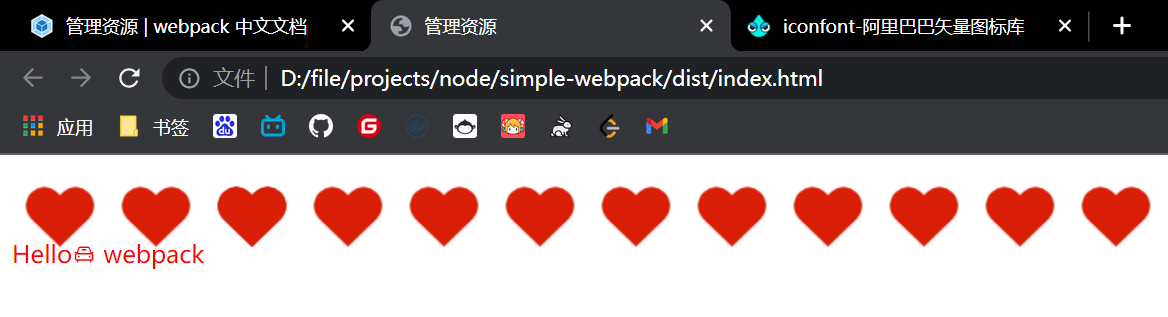 管理资源 | webpack 中文文档 管理资源 iconfont-阿里巴巴矢量图标库
文件 D:/file/projects/node/simple-webpack/dist/index.html
应用 书签 du G
Hello webpack